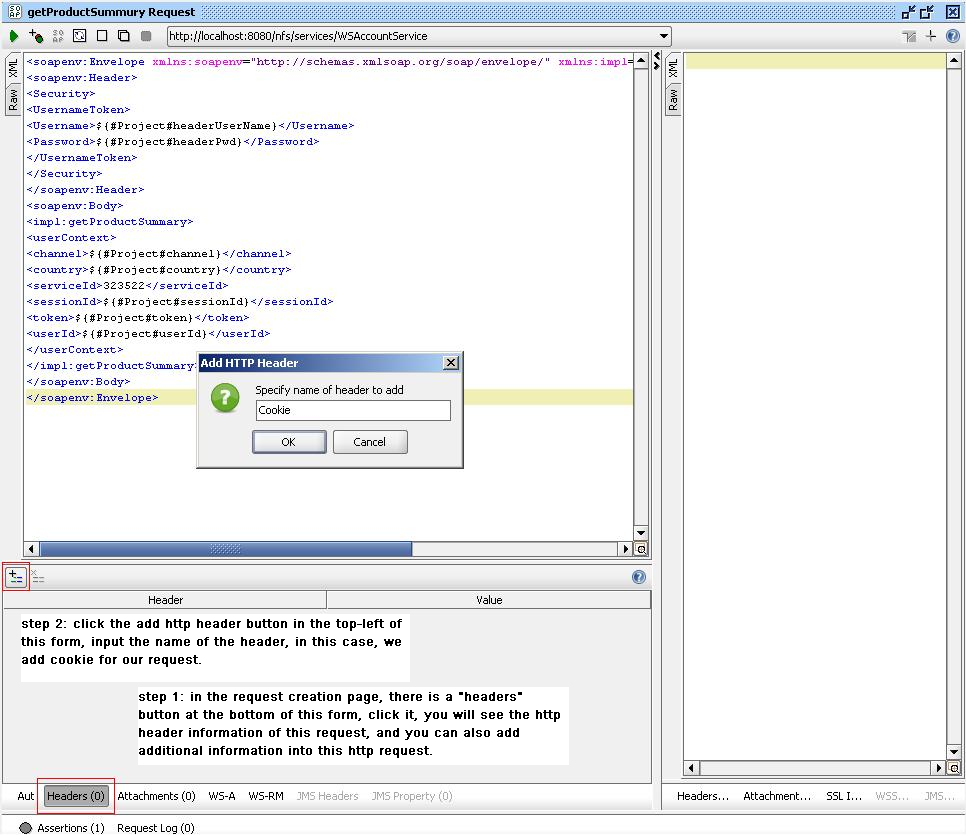 getProductSummury Request
http://localhost:8080/nfs/services/WSAccountService
XML
Raw
<soapenv:Envelope xmlns:soapenv="http://schemas.xmlsoap.org/soap/envelope/" xmlns:impl=
<soapenv:Header>
<Security>
<UsernameToken>
<Username>${#Project#headerUserName}</Username>
<Password>${#Project#headerPwd}</Password>
</UsernameToken>
</Security>
</soapenv:Header>
<soapenv:Body>
<impl:getProductSummary>
<userContext>
<channel>${#Project#channel}</channel>
<country>${#Project#country}</country>
<serviceId>323522</serviceId>
<sessionId>${#Project#sessionId}</sessionId>
<token>${#Project#token}</token>
<userId>${#Project#userId}</userId>
</userContext>
</impl:getProductSummary>
</soapenv:Body>
</soapenv:Envelope>
Add HTTP Header
Specify name of header to add
Cookie
OK Cancel
XML
Raw
Header Value
step 2: click the add http header button in the top-left of
this form, input the name of the header, in this case, we
add cookie for our request.
step 1: in the request creation page, there is a "headers"
button at the bottom of this form, click it, you will see the http
header information of this request, and you can also add
additional information into this http request.
Aut Headers (0) Attachments (0) WS-A WS-RM JMS Headers JMS Property (0)
Headers... Attachment... SSL I... WSS... JMS...
Assertions (1) Request Log (0)